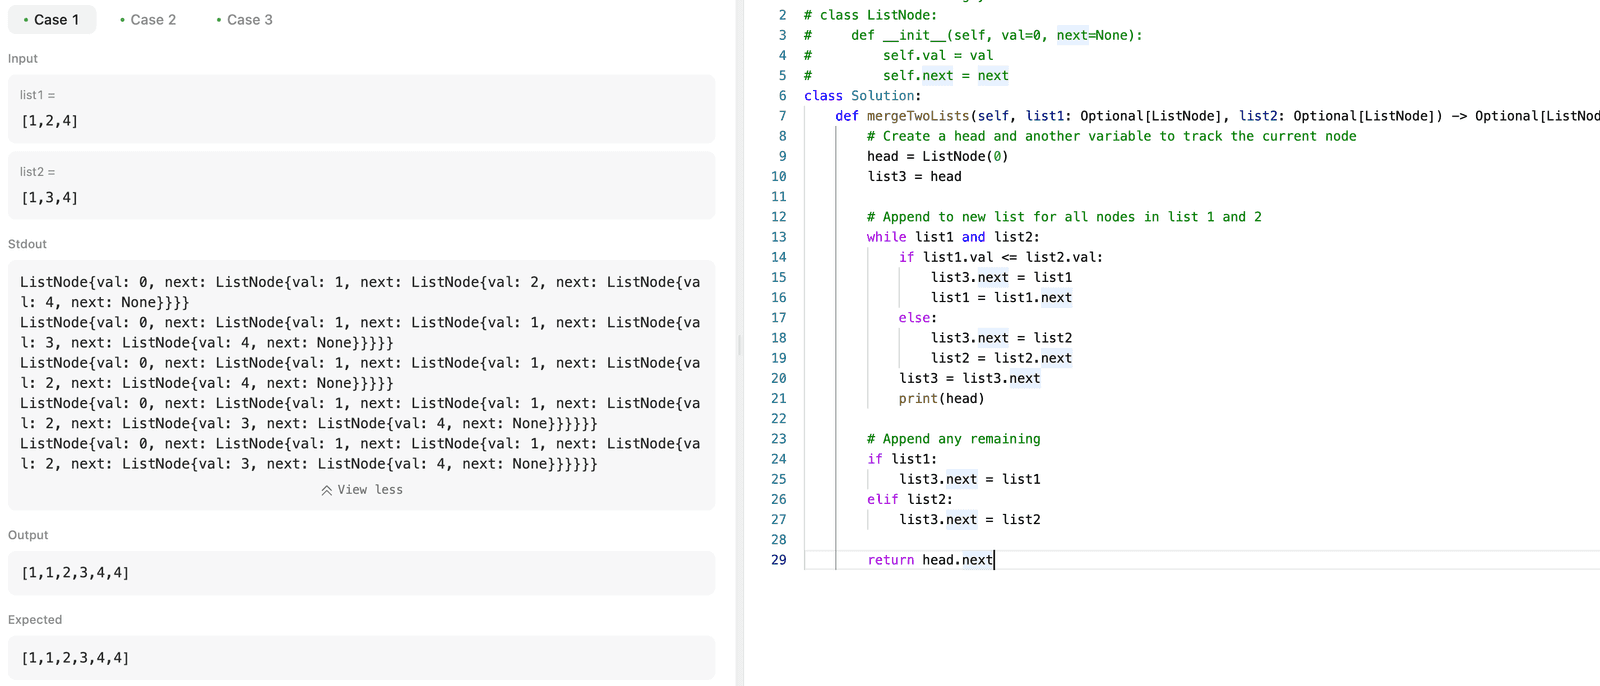 Case 1
Case 2
Case 3
Input
list1 =
[1,2,4]
list2 =
[1,3,4]
Stdout
ListNode{val: 0, next: ListNode{val: 1, next: ListNode{val: 2, next: ListNode{va
l: 4, next: None}}}}
ListNode{val: 0, next: ListNode{val: 1, next: ListNode{val: 1, next: ListNode{va
l: 3, next: ListNode{val: 4, next: None}}}}}
ListNode{val: 0, next: ListNode{val: 1, next: ListNode{val: 1, next: ListNode{va
l: 2, next: ListNode{val: 4, next: None}}}}}
ListNode{val: 0, next: ListNode{val: 1, next: ListNode{val: 1, next: ListNode{va
l: 2, next: ListNode{val: 3, next: ListNode{val: 4, next: None}}}}}}
ListNode{val: 0, next: ListNode{val: 1, next: ListNode{val: 1, next: ListNode{va
l: 2, next: ListNode{val: 3, next: ListNode{val: 4, next: None}}}}}}
View less
Output
[1,1,2,3,4,4]
Expected
[1,1,2,3,4,4]
2 # class ListNode:
3 #     def __init__(self, val=0, next=None):
4 #         self.val = val
5 #         self.next = next
6 class Solution:
7     def mergeTwoLists(self, list1: Optional[ListNode], list2: Optional[ListNode]) -> Optional[ListNod
8         # Create a head and another variable to track the current node
9         head = ListNode(0)
10         list3 = head
11
12         # Append to new list for all nodes in list 1 and 2
13         while list1 and list2:
14             if list1.val <= list2.val:
15                 list3.next = list1
16                 list1 = list1.next
17             else:
18                 list3.next = list2
19                 list2 = list2.next
20             list3 = list3.next
21             print(head)
22
23         # Append any remaining
24         if list1:
25             list3.next = list1
26         elif list2:
27             list3.next = list2
28
29         return head.next